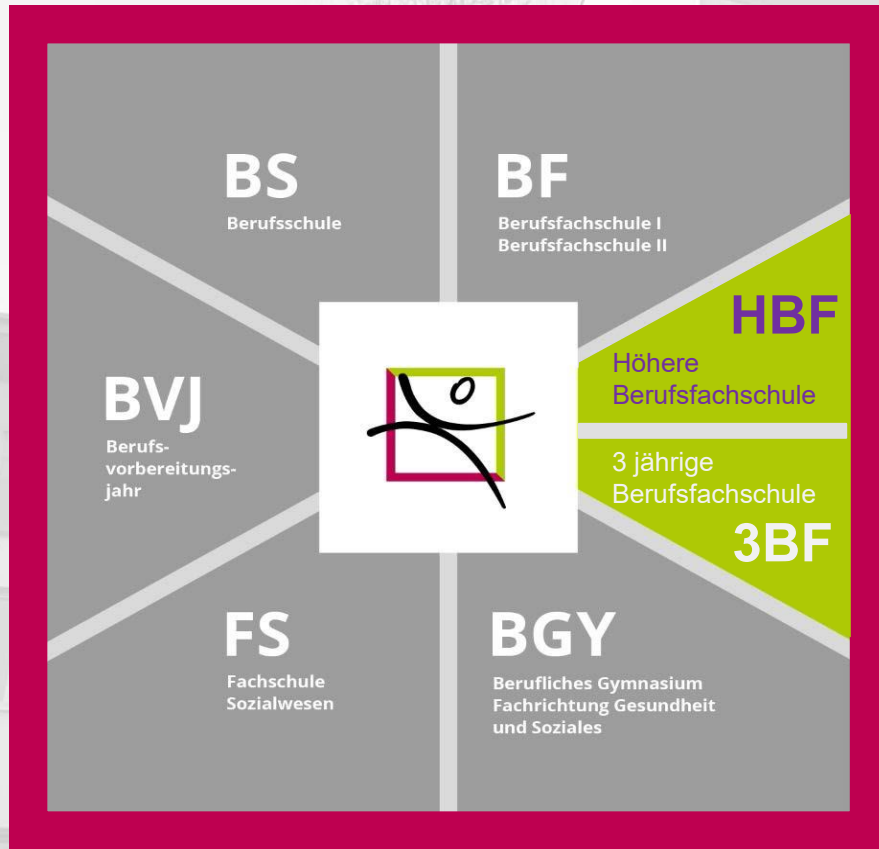 BS
Berufsschule
BF
Berufsfachschule I
Berufsfachschule II
HBF
Höhere
Berufsfachschule
BVJ
Berufs-
vorbereitungs-
jahr
3 jährige
Berufsfachschule
3BF
FS
Fachschule
Sozialwesen
BGY
Berufliches Gymnasium
Fachrichtung Gesundheit
und Soziales